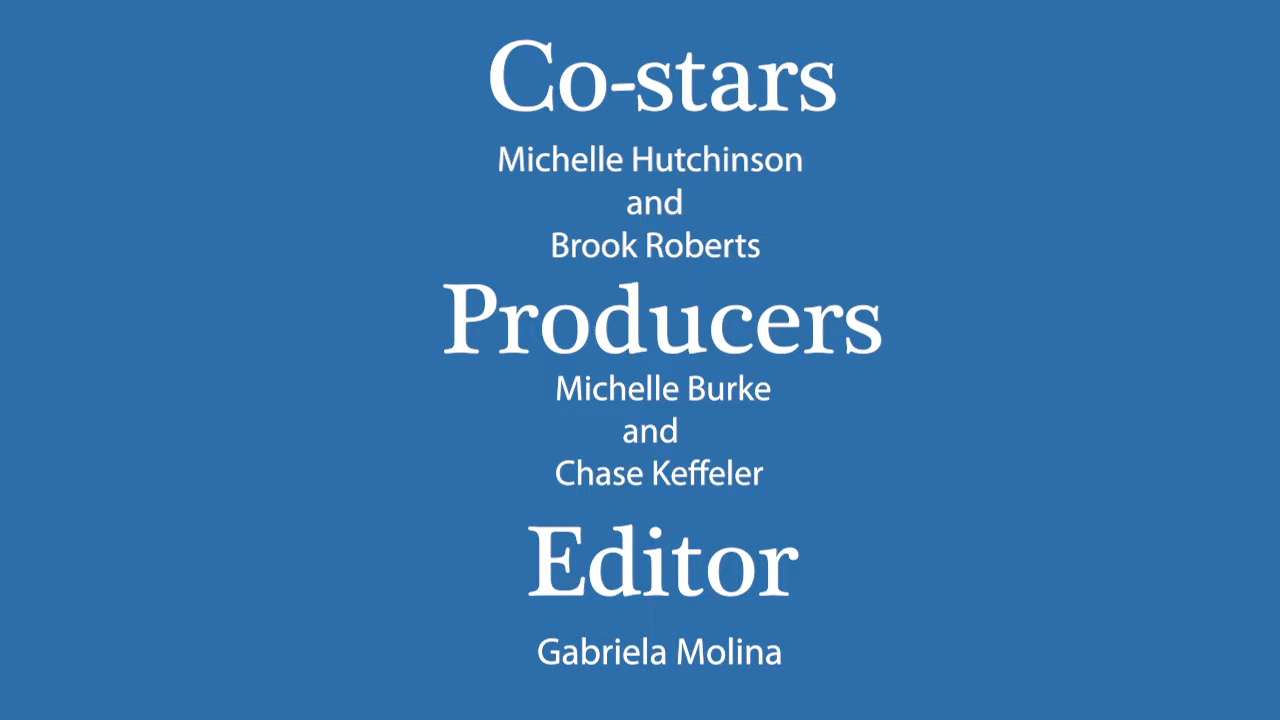 Co-stars
Michelle Hutchinson
and
Brook Roberts
Producers
Michelle Burke
and
Chase Keffeler
Editor
Gabriela Molina